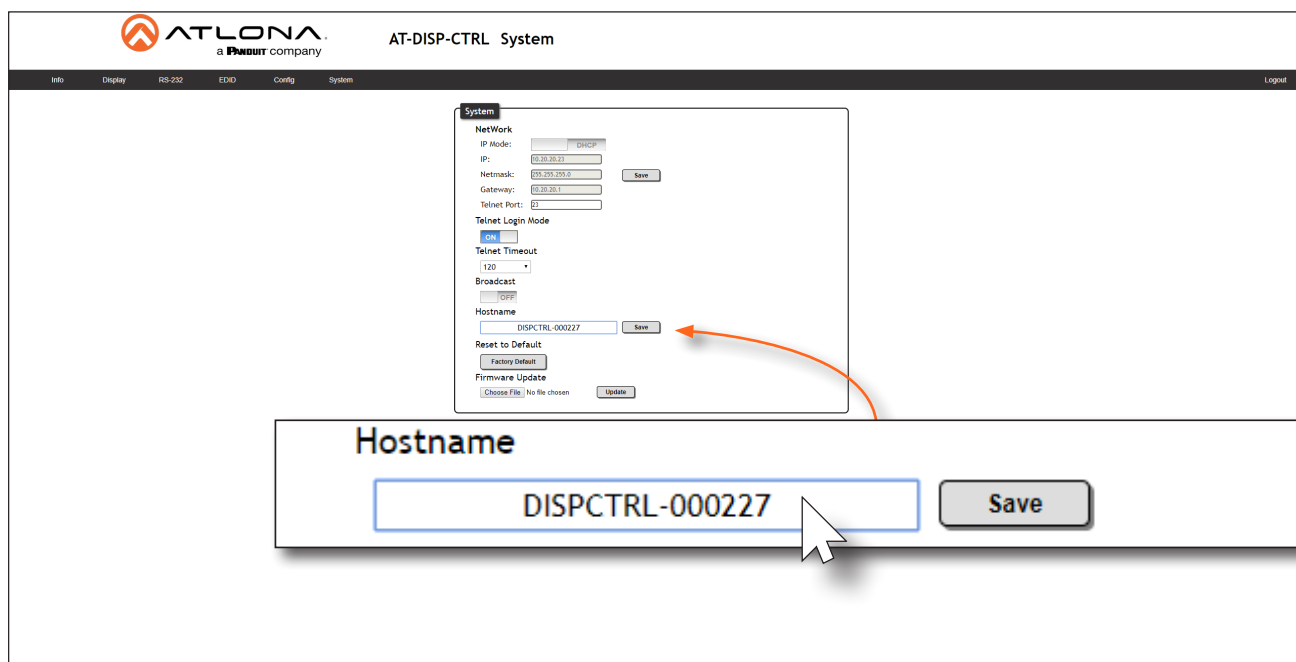 ATLONA.
a PANDUIT company
AT-DISP-CTRL System
Info Display RS-232 EDID Config System Logout
System
NetWork
IP Mode: DHCP
IP: 10.20.20.23
Netmask: 255.255.255.0 Save
Gateway: 10.20.20.1
Telnet Port: 23
Telnet Login Mode
ON
Telnet Timeout
120
Broadcast
OFF
Hostname
DISPCTRL-000227 Save
Reset to Default
Factory Default
Firmware Update
Choose File No file chosen Update
Hostname
DISPCTRL-000227 Save